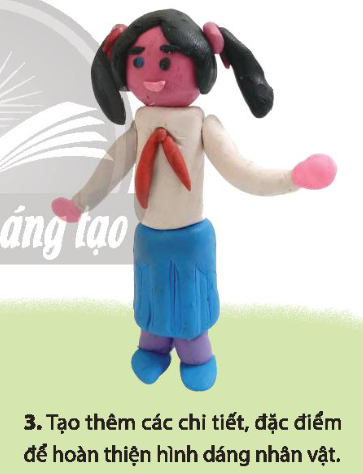 áng tạo
3. Tạo thêm các chi tiết, đặc điểm
để hoàn thiện hình dáng nhân vật.